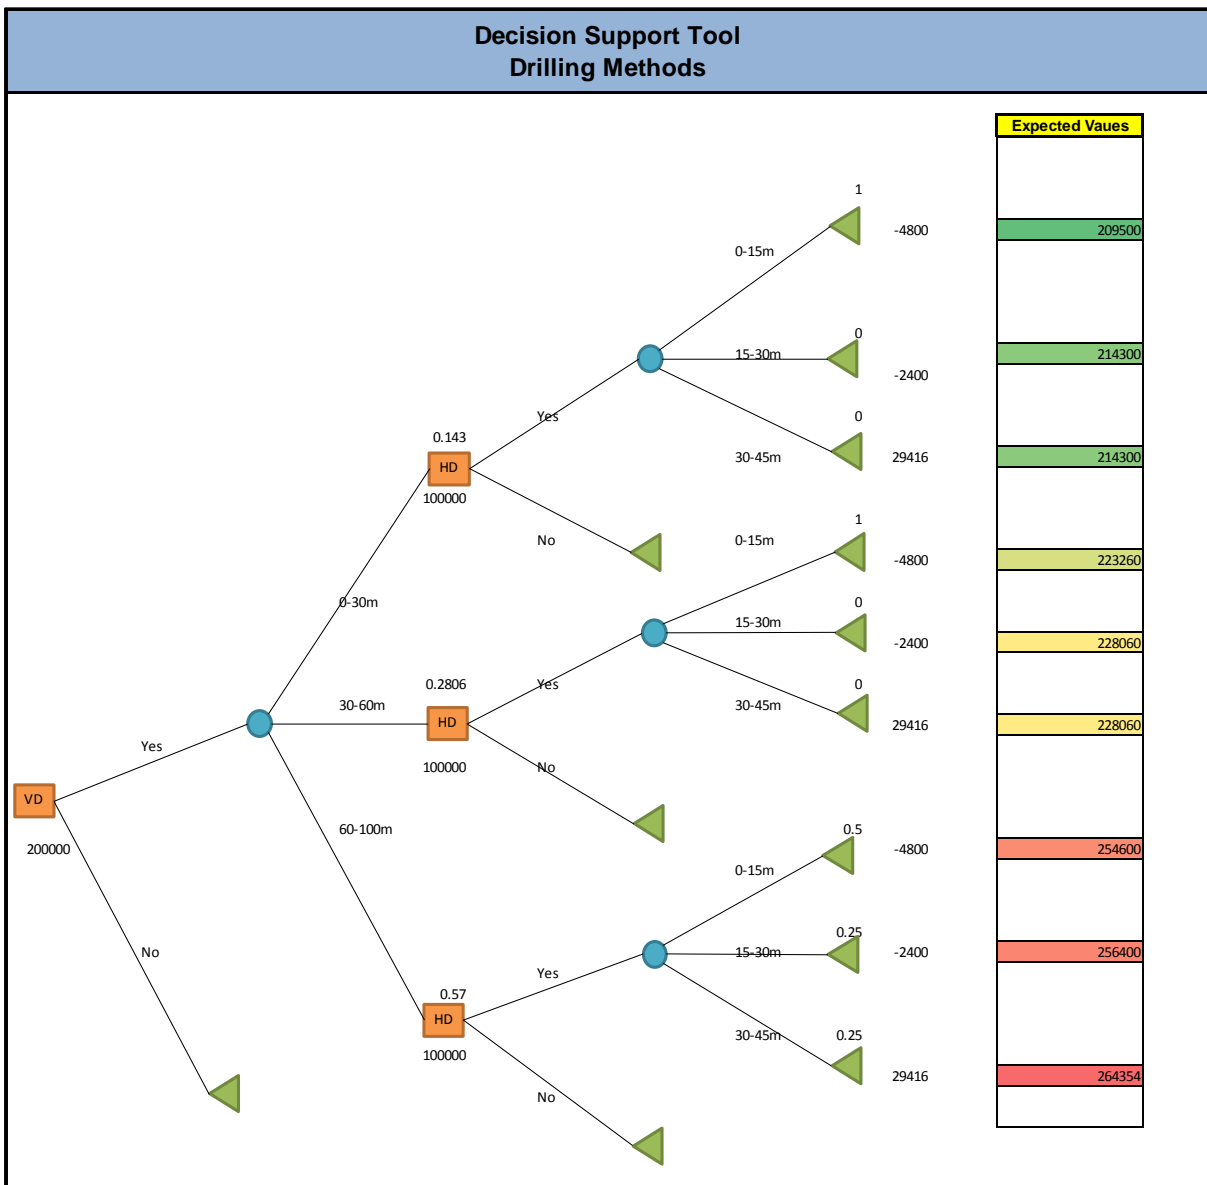 Decision Support Tool
Drilling Methods
Expected Vaues
1
-4800
209500
0-15m
0
15-30m
-2400
214300
Yes
0
0.143
HD
30-45m
29416
214300
100000
1
No
0-15m
-4800
223260
0-30m
0
15-30m
-2400
228060
0.2806
Yes
0
30-60m
30-45m
HD
29416
228060
Yes
No
100000
VD
60-100m
0.5
200000
-4800
254600
0-15m
0.25
No
15-30m
-2400
256400
Yes
0.57
HD
30-45m
0.25
100000
29416
264354
No